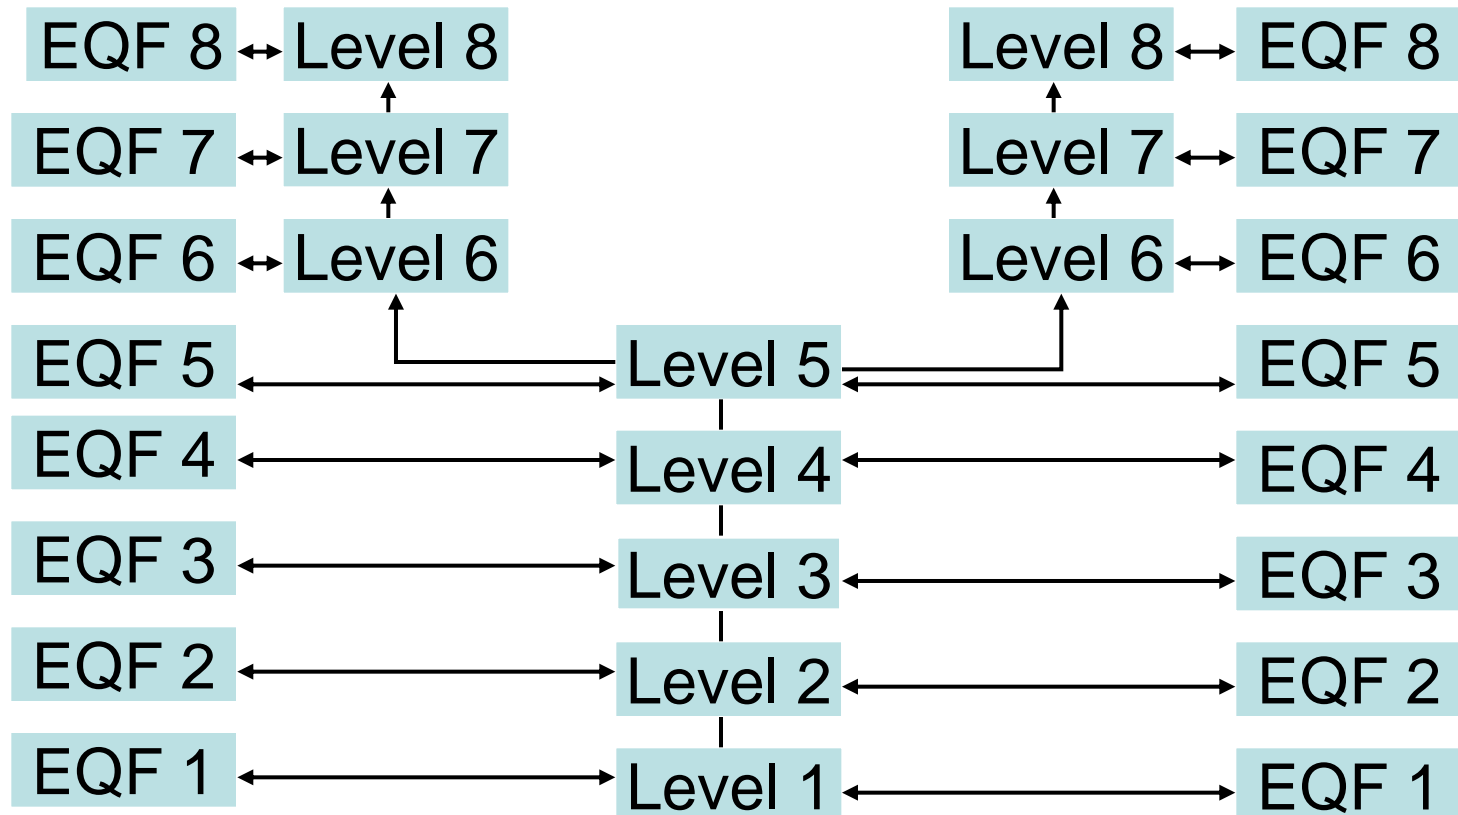 EQF 8 Level 8 Level 8 EQF 8
EQF 7 Level 7 Level 7 EQF 7
EQF 6 Level 6 Level 6 EQF 6
EQF 5 Level 5 EQF 5
EQF 4 Level 4 EQF 4
EQF 3 Level 3 EQF 3
EQF 2 Level 2 EQF 2
EQF 1 Level 1 EQF 1